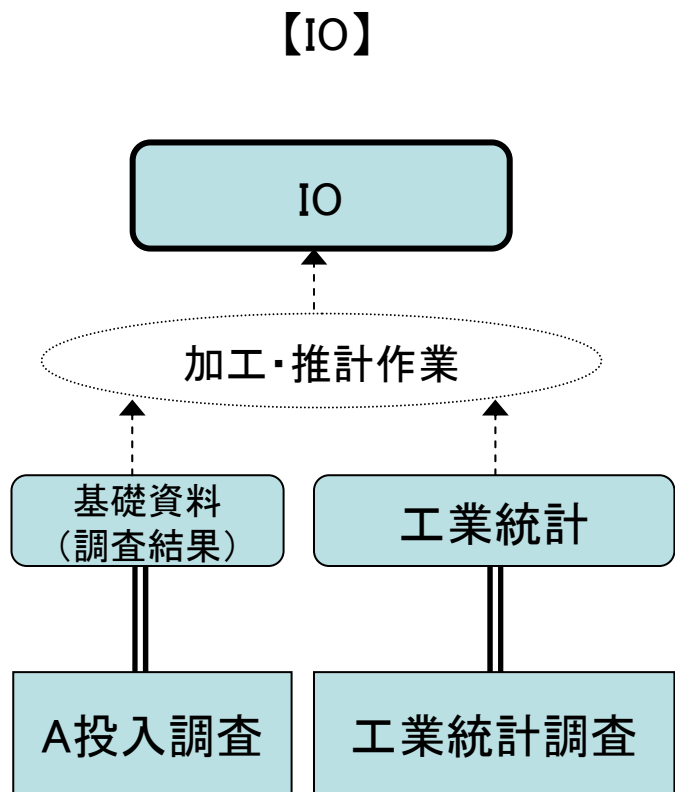 【IO】
IO
加工・推計作業
基礎資料
（調査結果）
工業統計
A投入調査
工業統計調査